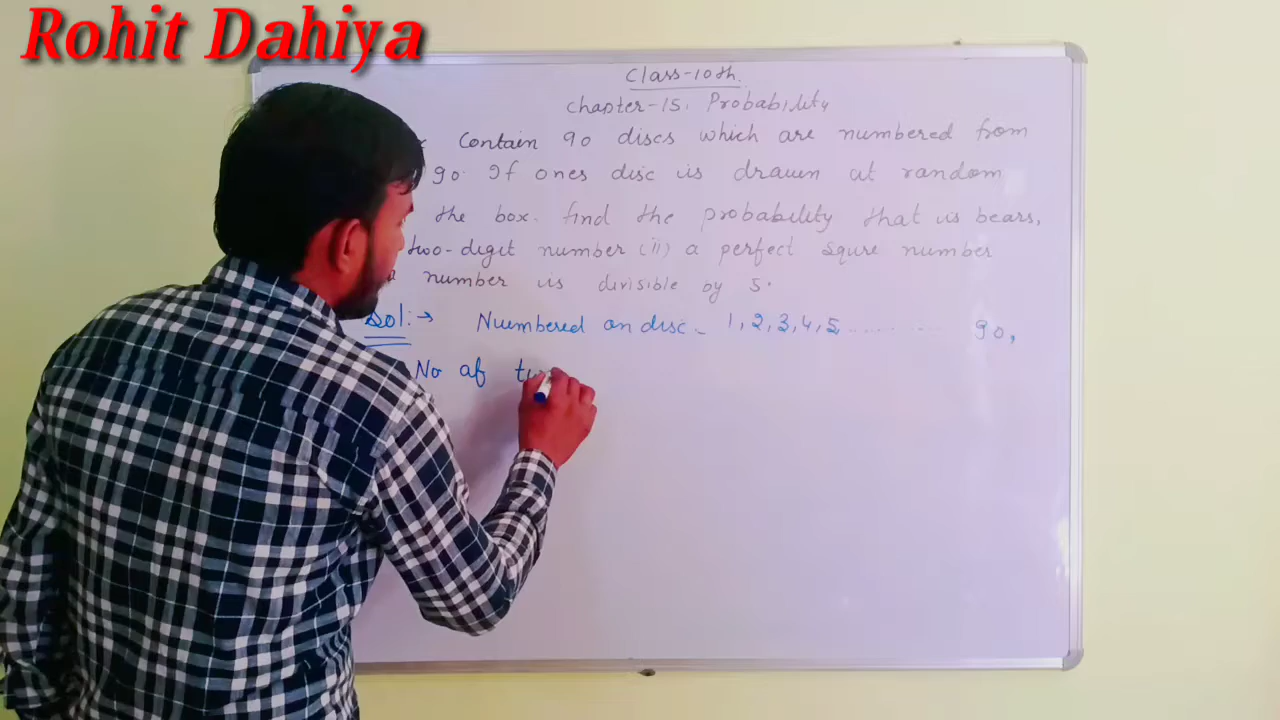 Rohit Dahiya
Class-10th.
Chapter-15. Probability
Contain 90 discs which are numbered from
90. If ones disc is drawn at random
the box. find the probability that is bears,
two-digit number (ii) a perfect squre number
a number is divisible by 5.
Sol:→ Numbered on disc - 1, 2, 3, 4, 5, ............ 90,
No of